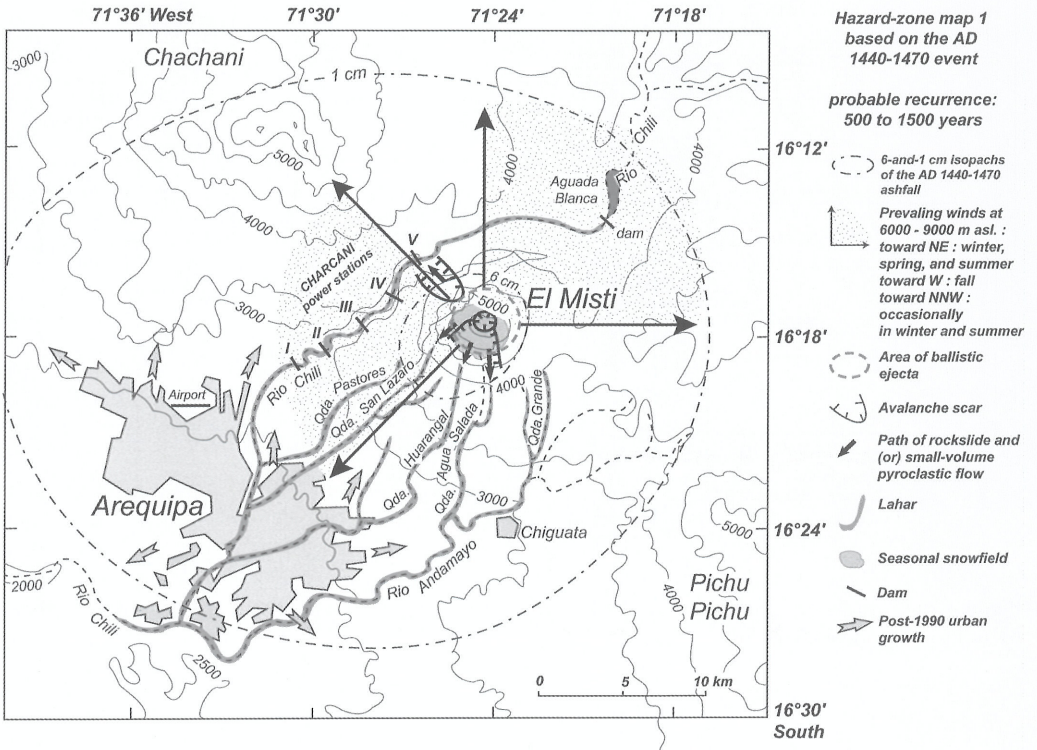 71°36' West
71°30'
71°24'
71°18'
3000
Chachani
1 cm
5000
4000
4000
4000
Rio Chili
Aguada
Blanca
dam
16°12'
16°18'
16°24'
16°30'
South
CHARCANI
power stations
V
IV
III
II
I
3000
3000
6 cm
5000
El Misti
4000
Rio Chili
Qda. Pastores
Qda. San Lazaro
Qda. Huarangal
Qda. Agua Salada
Qda. Grande
Airport
Arequipa
3000
Chiguata
Rio Andamayo
Rio Chili
2000
2500
5000
4000
Pichu
Pichu
0 5 10 km
Hazard-zone map 1
based on the AD
1440-1470 event
probable recurrence:
500 to 1500 years
6-and-1 cm isopachs
of the AD 1440-1470
ashfall
Prevaling winds at
6000 - 9000 m asl. :
toward NE : winter,
spring, and summer
toward W : fall
toward NNW :
occasionally
in winter and summer
Area of ballistic
ejecta
Avalanche scar
Path of rockslide and
(or) small-volume
pyroclastic flow
Lahar
Seasonal snowfield
Dam
Post-1990 urban
growth